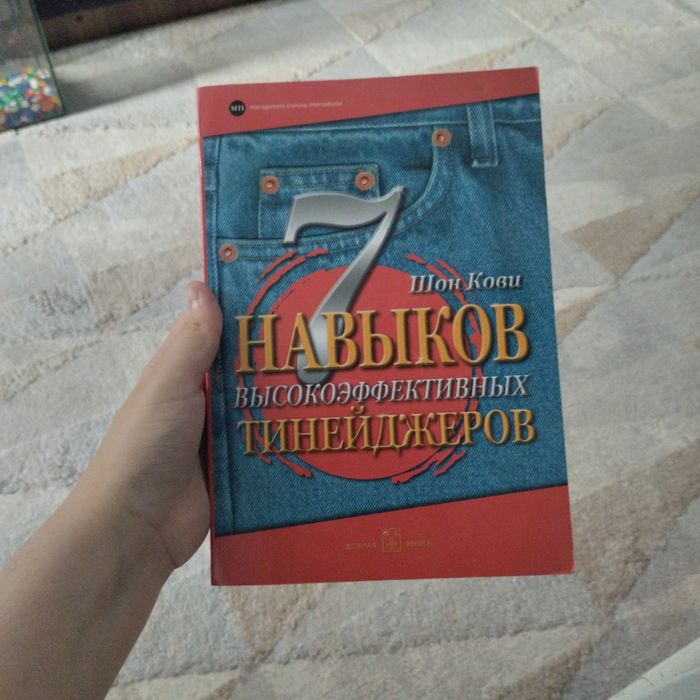 MTI management training international
7
Шон Кови
НАВЫКОВ
ВЫСОКОЭФФЕКТИВНЫХ
ТИНЕЙДЖЕРОВ
ДОБРАЯ КНИГА